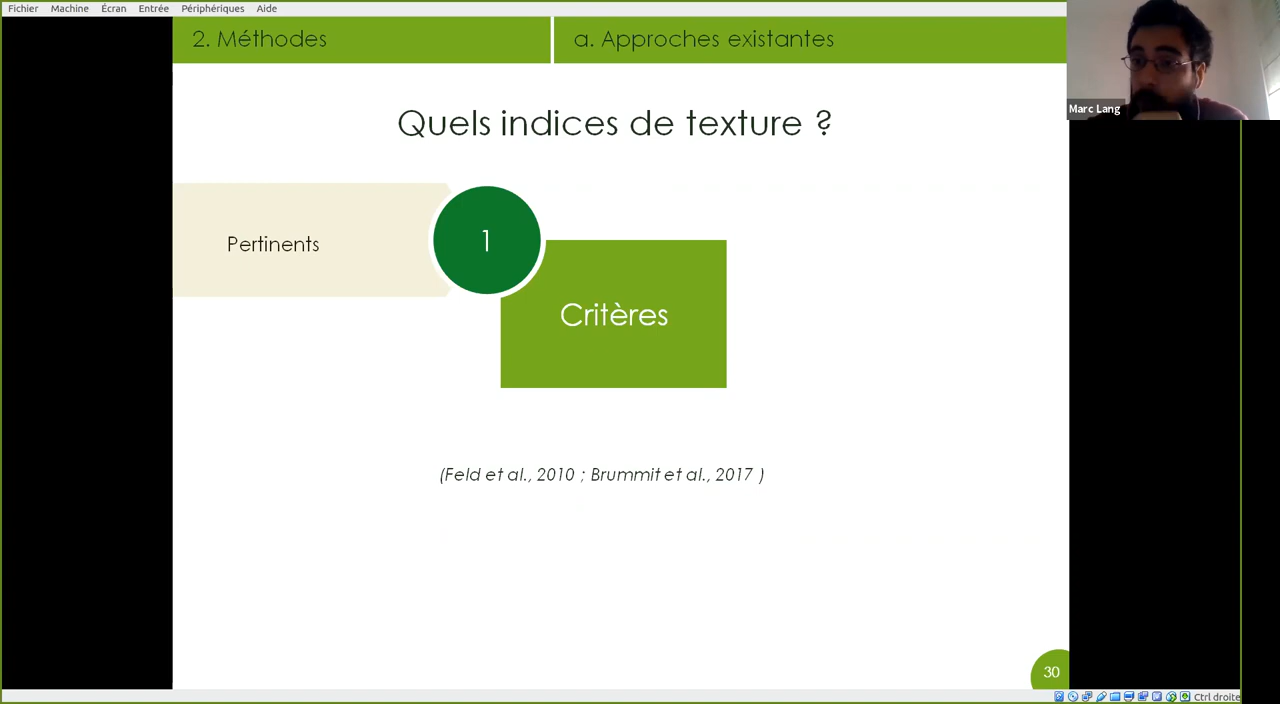 Fichier Machine Écran Entrée Périphériques Aide
2. Méthodes
a. Approches existantes
Marc Lang
Quels indices de texture ?
Pertinents
1
Critères
(Feld et al., 2010 ; Brummit et al., 2017 )
30
Ctrl droite